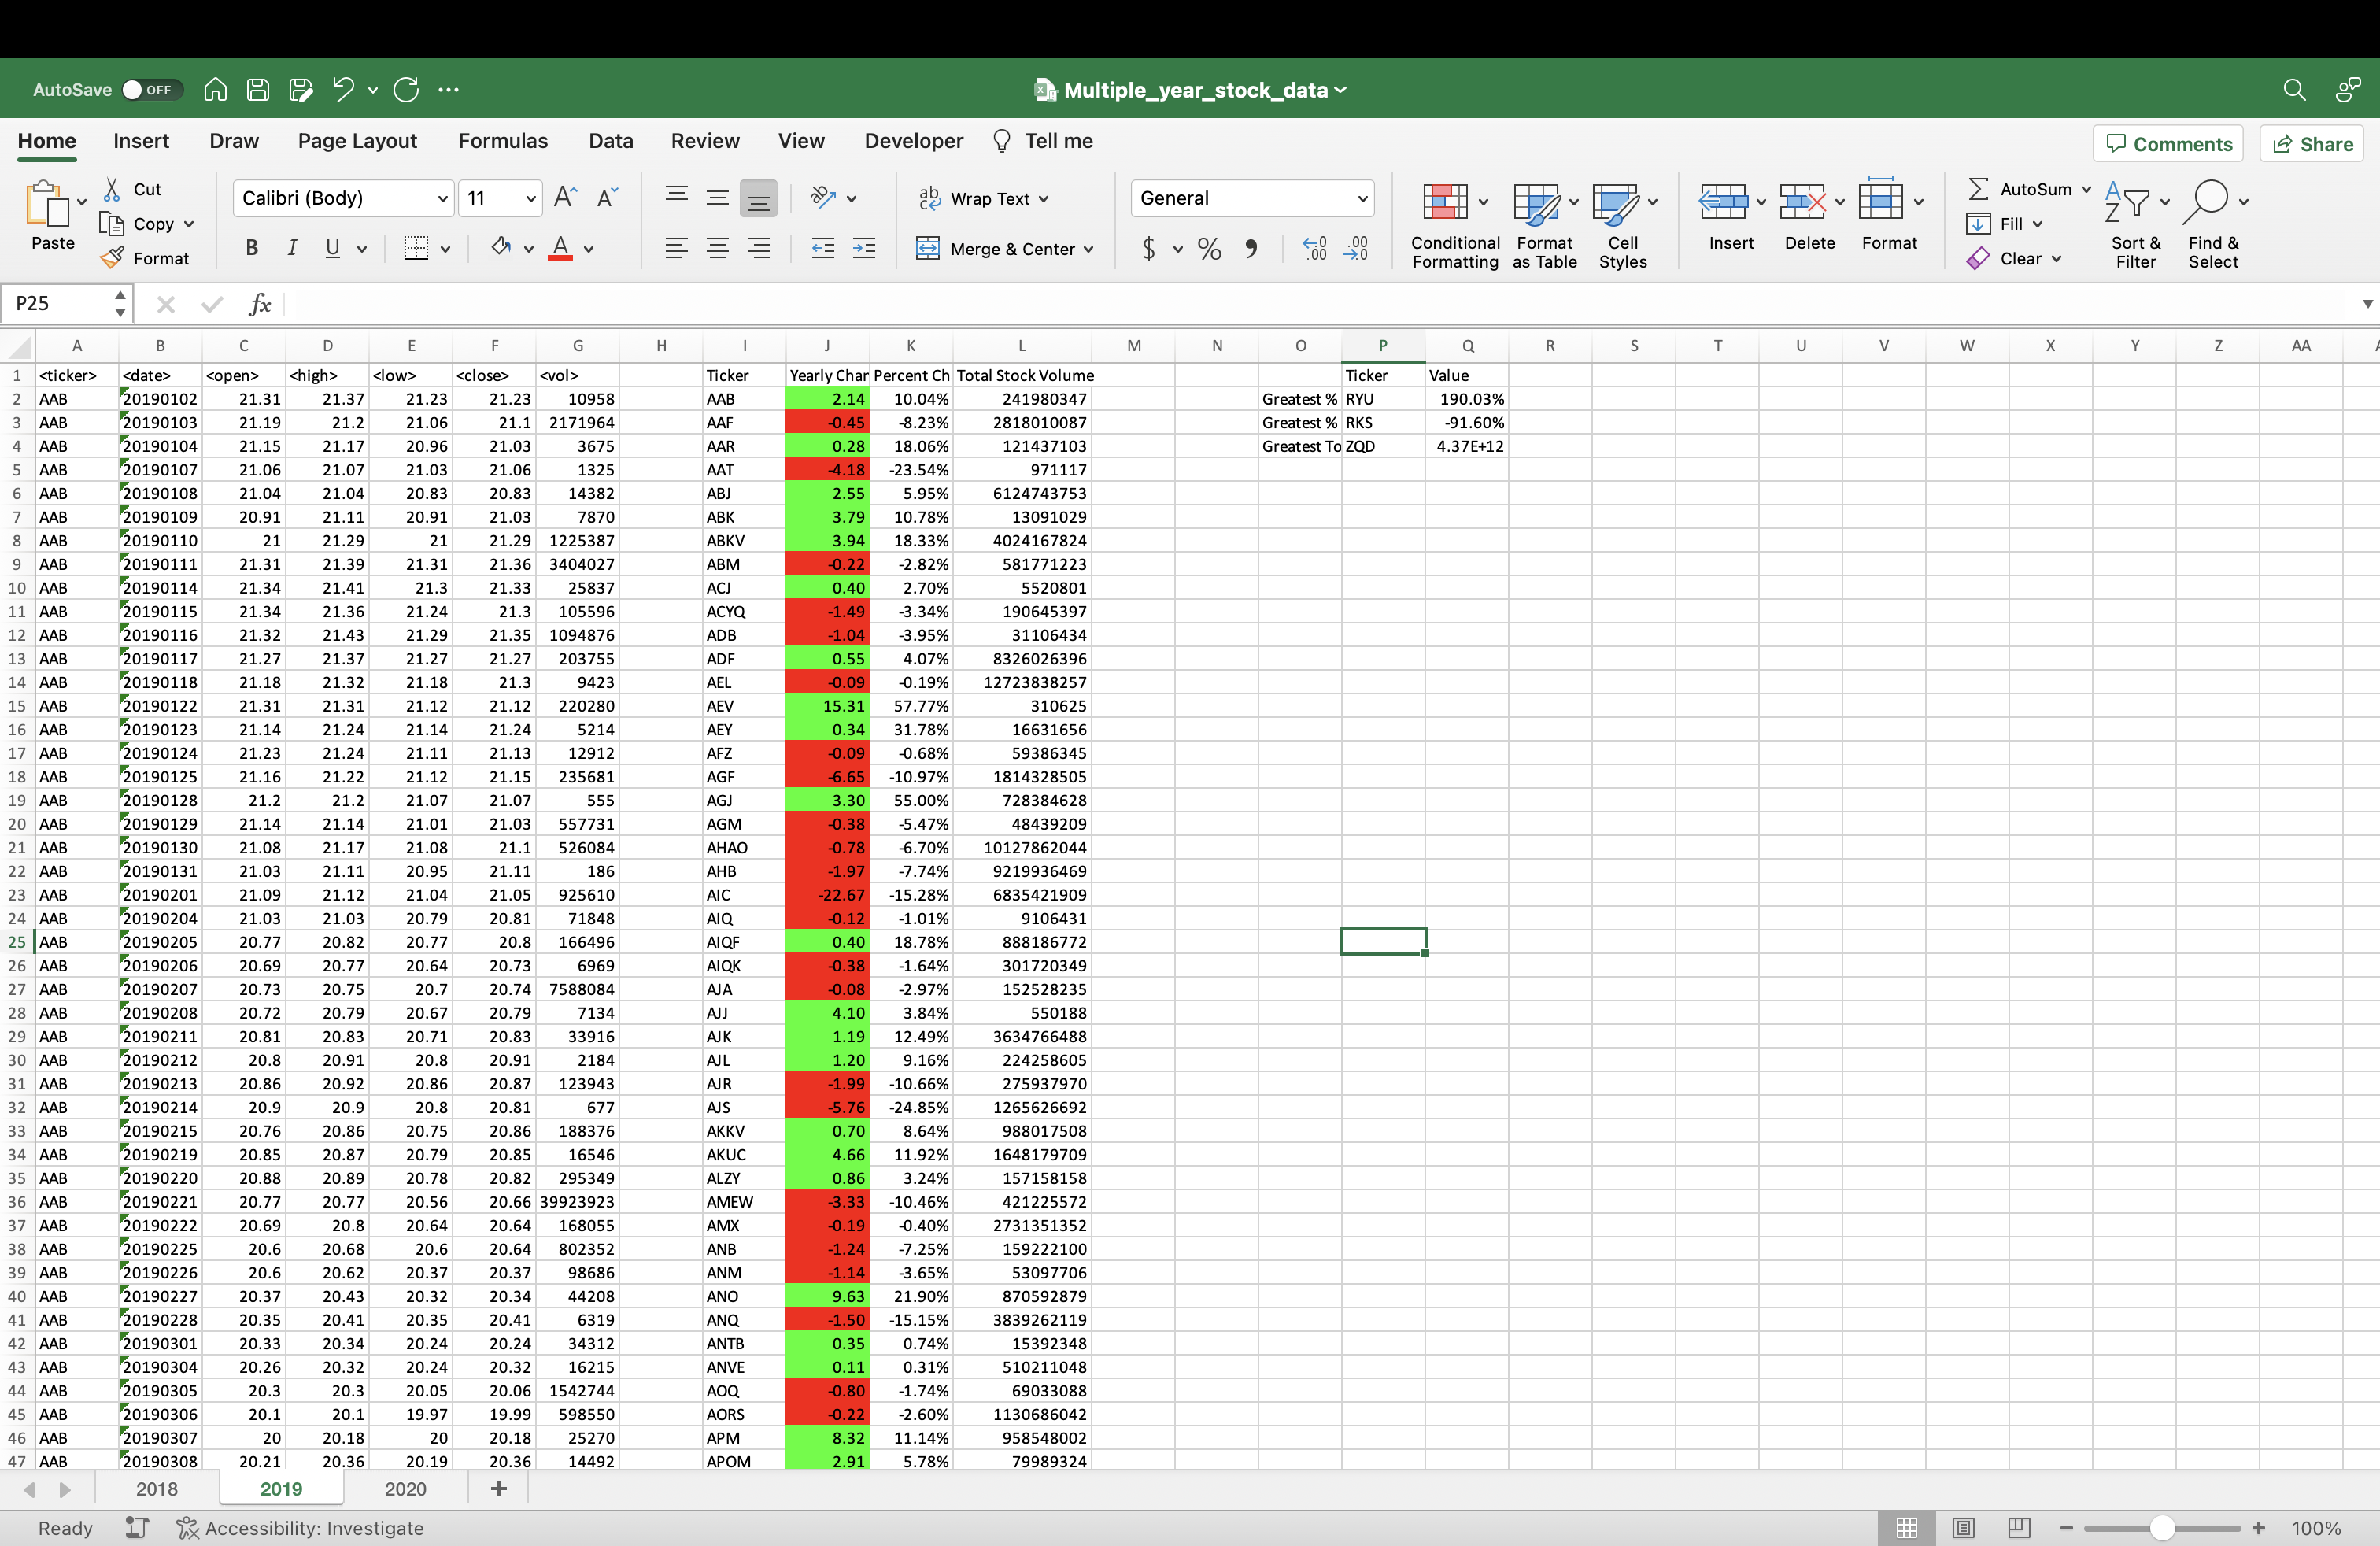 AutoSave OFF Multiple_year_stock_data
Home Insert Draw Page Layout Formulas Data Review View Developer Tell me Comments Share
Paste Cut Copy Format Calibri (Body) 11 Wrap Text Merge & Center General Conditional Formatting Format as Table Cell Styles Insert Delete Format AutoSum Fill Clear Sort & Filter Find & Select
P25 fx
A B C D E F G H I J K L M N O P Q R S T U V W X Y Z AA
1 <ticker> <date> <open> <high> <low> <close> <vol> Ticker Yearly Char Percent Ch Total Stock Volume Ticker Value
2 AAB 20190102 21.31 21.37 21.23 21.23 10958 AAB 2.14 10.04% 241980347 Greatest % RYU 190.03%
3 AAB 20190103 21.19 21.2 21.06 21.1 2171964 AAF -0.45 -8.23% 2818010087 Greatest % RKS -91.60%
4 AAB 20190104 21.15 21.17 20.96 21.03 3675 AAR 0.28 18.06% 121437103 Greatest To ZQD 4.37E+12
5 AAB 20190107 21.06 21.07 21.03 21.06 1325 AAT -4.18 -23.54% 971117
6 AAB 20190108 21.04 21.04 20.83 20.83 14382 ABJ 2.55 5.95% 6124743753
7 AAB 20190109 20.91 21.11 20.91 21.03 7870 ABK 3.79 10.78% 13091029
8 AAB 20190110 21 21.29 21 21.29 1225387 ABKV 3.94 18.33% 4024167824
9 AAB 20190111 21.31 21.39 21.31 21.36 3404027 ABM -0.22 -2.82% 581771223
10 AAB 20190114 21.34 21.41 21.3 21.33 25837 ACJ 0.40 2.70% 5520801
11 AAB 20190115 21.34 21.36 21.24 21.3 105596 ACYQ -1.49 -3.34% 190645397
12 AAB 20190116 21.32 21.43 21.29 21.35 1094876 ADB -1.04 -3.95% 31106434
13 AAB 20190117 21.27 21.37 21.27 21.27 203755 ADF 0.55 4.07% 8326026396
14 AAB 20190118 21.18 21.32 21.18 21.3 9423 AEL -0.09 -0.19% 12723838257
15 AAB 20190122 21.31 21.31 21.12 21.12 220280 AEV 15.31 57.77% 310625
16 AAB 20190123 21.14 21.24 21.14 21.24 5214 AEY 0.34 31.78% 16631656
17 AAB 20190124 21.23 21.24 21.11 21.13 12912 AFZ -0.09 -0.68% 59386345
18 AAB 20190125 21.16 21.22 21.12 21.15 235681 AGF -6.65 -10.97% 1814328505
19 AAB 20190128 21.2 21.2 21.07 21.07 555 AGJ 3.30 55.00% 728384628
20 AAB 20190129 21.14 21.14 21.01 21.03 557731 AGM -0.38 -5.47% 48439209
21 AAB 20190130 21.08 21.17 21.08 21.1 526084 AHAO -0.78 -6.70% 10127862044
22 AAB 20190131 21.03 21.11 20.95 21.11 186 AHB -1.97 -7.74% 9219936469
23 AAB 20190201 21.09 21.12 21.04 21.05 925610 AIC -22.67 -15.28% 6835421909
24 AAB 20190204 21.03 21.03 20.79 20.81 71848 AIQ -0.12 -1.01% 9106431
25 AAB 20190205 20.77 20.82 20.77 20.8 166496 AIQF 0.40 18.78% 888186772
26 AAB 20190206 20.69 20.77 20.64 20.73 6969 AIQK -0.38 -1.64% 301720349
27 AAB 20190207 20.73 20.75 20.7 20.74 7588084 AJA -0.08 -2.97% 152528235
28 AAB 20190208 20.72 20.79 20.67 20.79 7134 AJJ 4.10 3.84% 550188
29 AAB 20190211 20.81 20.83 20.71 20.83 33916 AJK 1.19 12.49% 3634766488
30 AAB 20190212 20.8 20.91 20.8 20.91 2184 AJL 1.20 9.16% 224258605
31 AAB 20190213 20.86 20.92 20.86 20.87 123943 AJR -1.99 -10.66% 275937970
32 AAB 20190214 20.9 20.9 20.8 20.81 677 AJS -5.76 -24.85% 1265626692
33 AAB 20190215 20.76 20.86 20.75 20.86 188376 AKKV 0.70 8.64% 988017508
34 AAB 20190219 20.85 20.87 20.79 20.85 16546 AKUC 4.66 11.92% 1648179709
35 AAB 20190220 20.88 20.89 20.78 20.82 295349 ALZY 0.86 3.24% 157158158
36 AAB 20190221 20.77 20.77 20.56 20.66 39923923 AMEW -3.33 -10.46% 421225572
37 AAB 20190222 20.69 20.8 20.64 20.64 168055 AMX -0.19 -0.40% 2731351352
38 AAB 20190225 20.6 20.68 20.6 20.64 802352 ANB -1.24 -7.25% 159222100
39 AAB 20190226 20.6 20.62 20.37 20.37 98686 ANM -1.14 -3.65% 53097706
40 AAB 20190227 20.37 20.43 20.32 20.34 44208 ANO 9.63 21.90% 870592879
41 AAB 20190228 20.35 20.41 20.35 20.41 6319 ANQ -1.50 -15.15% 3839262119
42 AAB 20190301 20.33 20.34 20.24 20.24 34312 ANTB 0.35 0.74% 15392348
43 AAB 20190304 20.26 20.32 20.24 20.32 16215 ANVE 0.11 0.31% 510211048
44 AAB 20190305 20.3 20.3 20.05 20.06 1542744 AOQ -0.80 -1.74% 69033088
45 AAB 20190306 20.1 20.1 19.97 19.99 598550 AORS -0.22 -2.60% 1130686042
46 AAB 20190307 20 20.18 20 20.18 25270 APM 8.32 11.14% 958548002
47 AAB 20190308 20.21 20.36 20.19 20.36 14492 APOM 2.91 5.78% 79989324
2018 2019 2020 +
Ready Accessibility: Investigate 100%